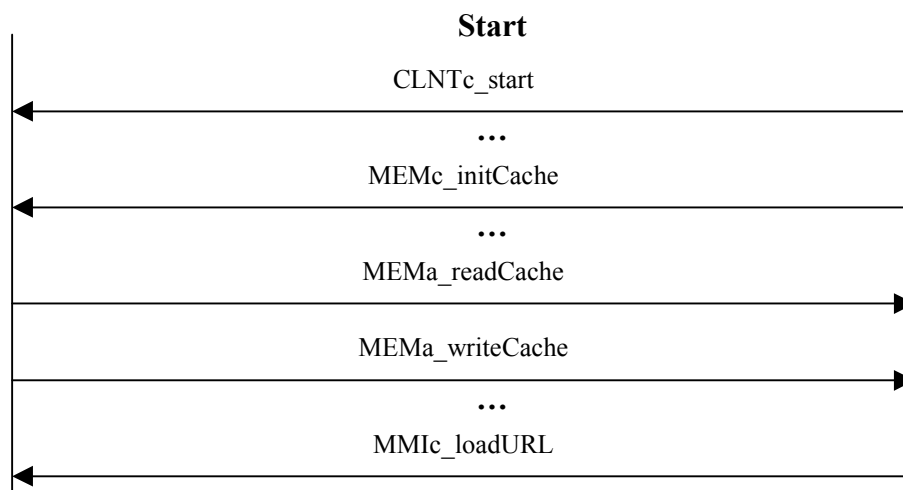 Start
CLNTc_start
...
MEMc_initCache
...
MEMa_readCache
MEMa_writeCache
...
MMIc_loadURL